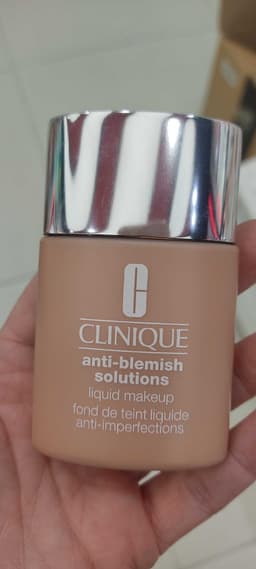 C
CLINIQUE
anti-blemish
solutions
liquid makeup
fond de teint liquide
anti-imperfections